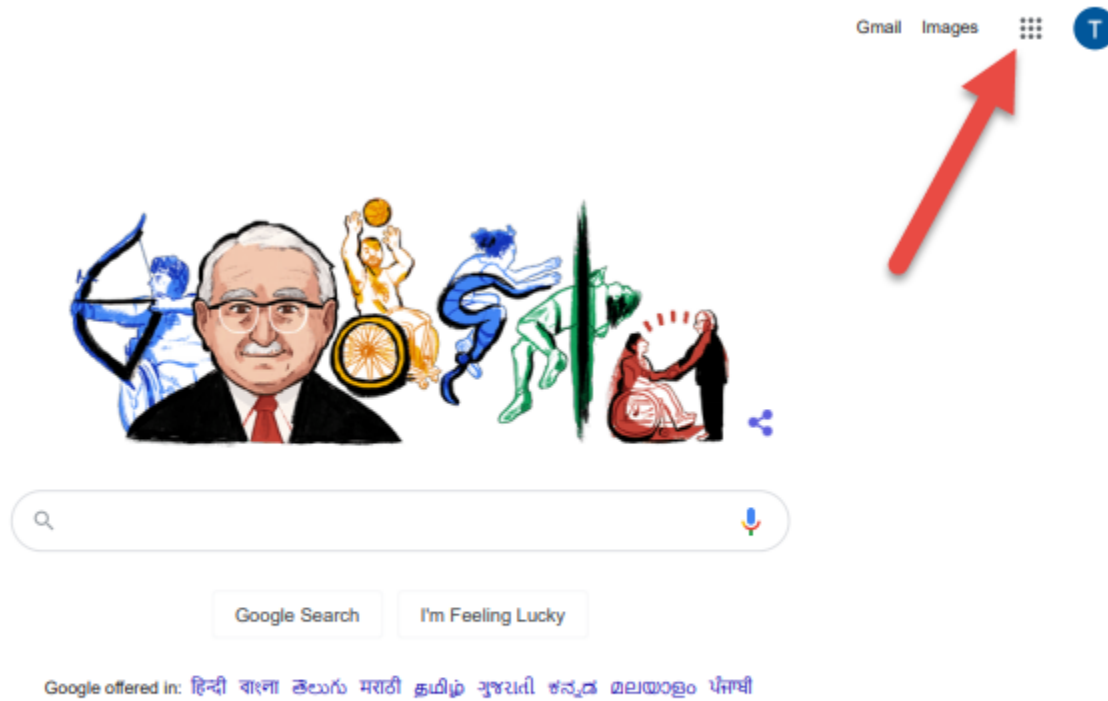 Gmail Images T
Google Search I'm Feeling Lucky
Google offered in: हिन्दी বাংলা తెలుగు मराठी தமிழ் ગુજરાતી ಕನ್ನಡ മലയാളം ਪੰਜਾਬੀ